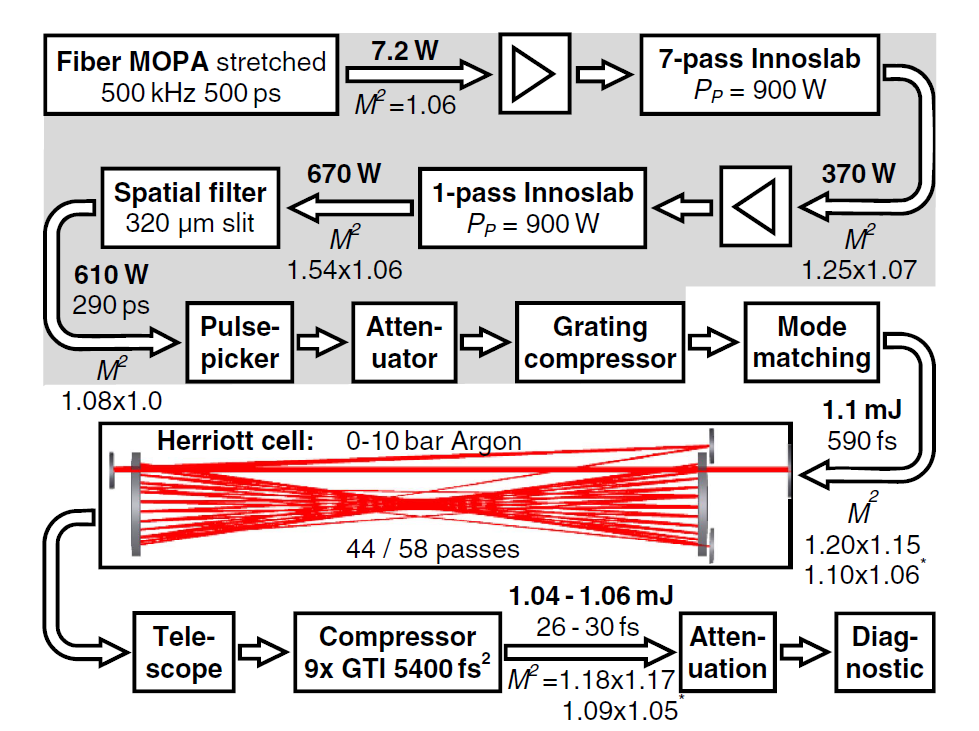 Fiber MOPA stretched
500 kHz 500 ps
7.2 W
M²=1.06
7-pass Innoslab
P_P = 900 W
370 W
M²
1.25x1.07
1-pass Innoslab
P_P = 900 W
670 W
M²
1.54x1.06
Spatial filter
320 µm slit
610 W
290 ps
M²
1.08x1.0
Pulse-
picker
Atten-
uator
Grating
compressor
Mode
matching
1.1 mJ
590 fs
M²
1.20x1.15
1.10x1.06*
Herriott cell: 0-10 bar Argon
44 / 58 passes
Tele-
scope
Compressor
9x GTI 5400 fs²
1.04 - 1.06 mJ
26 - 30 fs
M²=1.18x1.17
1.09x1.05*
Atten-
uation
Diag-
nostic